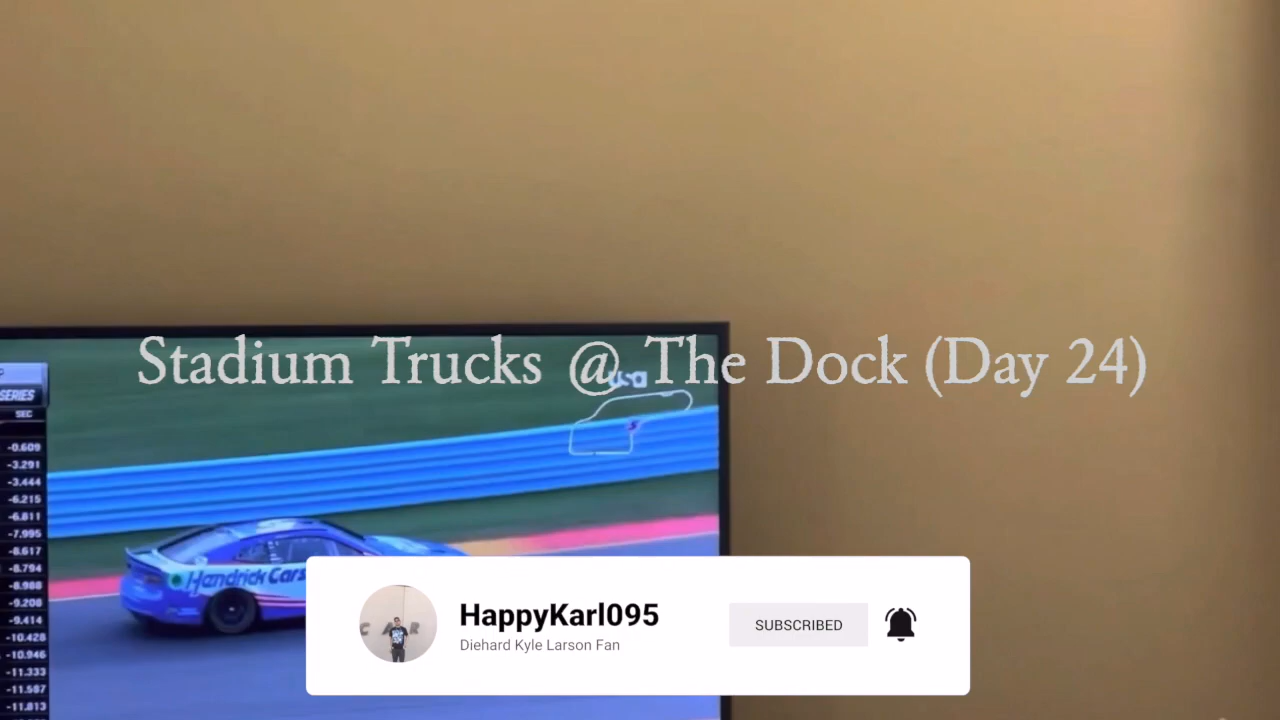 Stadium Trucks @ The Dock (Day 24)
usa
SERIES
SEC
-0.609
-3.291
-3.444
-6.215
-6.811
-7.995
-8.617
-8.794
-8.988
-9.208
-9.414
-10.428
-10.946
-11.333
-11.587
-11.813
Hendrick Cars
HappyKarl095
SUBSCRIBED
Diehard Kyle Larson Fan